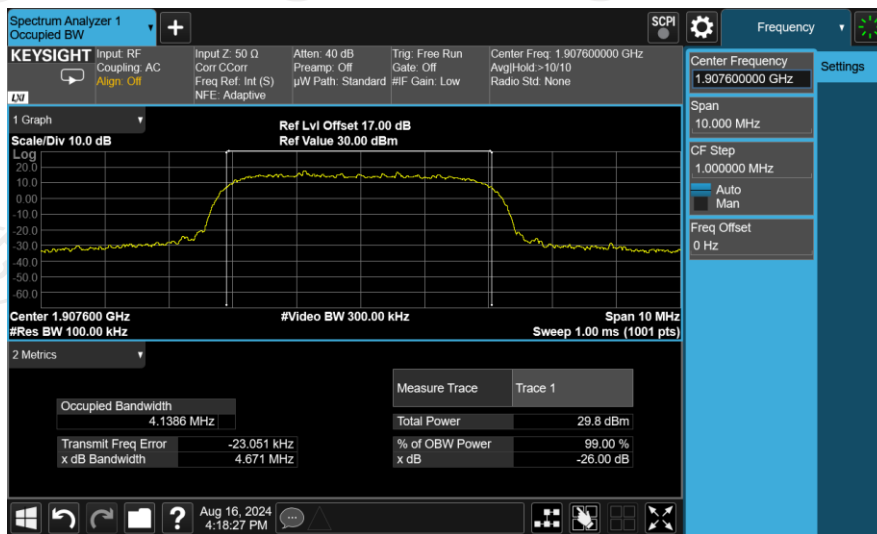 Spectrum Analyzer 1
Occupied BW
+
SCPI
Frequency
KEYSIGHT
LXI
Input: RF
Coupling: AC
Align: Off
Input Z: 50 Ω
Corr CCorr
Freq Ref: Int (S)
NFE: Adaptive
Atten: 40 dB
Preamp: Off
µW Path: Standard
Trig: Free Run
Gate: Off
#IF Gain: Low
Center Freq: 1.907600000 GHz
Avg|Hold:>10/10
Radio Std: None
Center Frequency
1.907600000 GHz
Settings
Span
10.000 MHz
CF Step
1.000000 MHz
Auto
Man
Freq Offset
0 Hz
1 Graph
Scale/Div 10.0 dB
Ref Lvl Offset 17.00 dB
Ref Value 30.00 dBm
Log
20.0
10.0
0.00
-10.0
-20.0
-30.0
-40.0
-50.0
-60.0
Center 1.907600 GHz
#Res BW 100.00 kHz
#Video BW 300.00 kHz
Span 10 MHz
Sweep 1.00 ms (1001 pts)
2 Metrics
Measure Trace Trace 1
Occupied Bandwidth
4.1386 MHz
Total Power 29.8 dBm
Transmit Freq Error -23.051 kHz
% of OBW Power 99.00 %
x dB Bandwidth 4.671 MHz
x dB -26.00 dB
?
Aug 16, 2024
4:18:27 PM